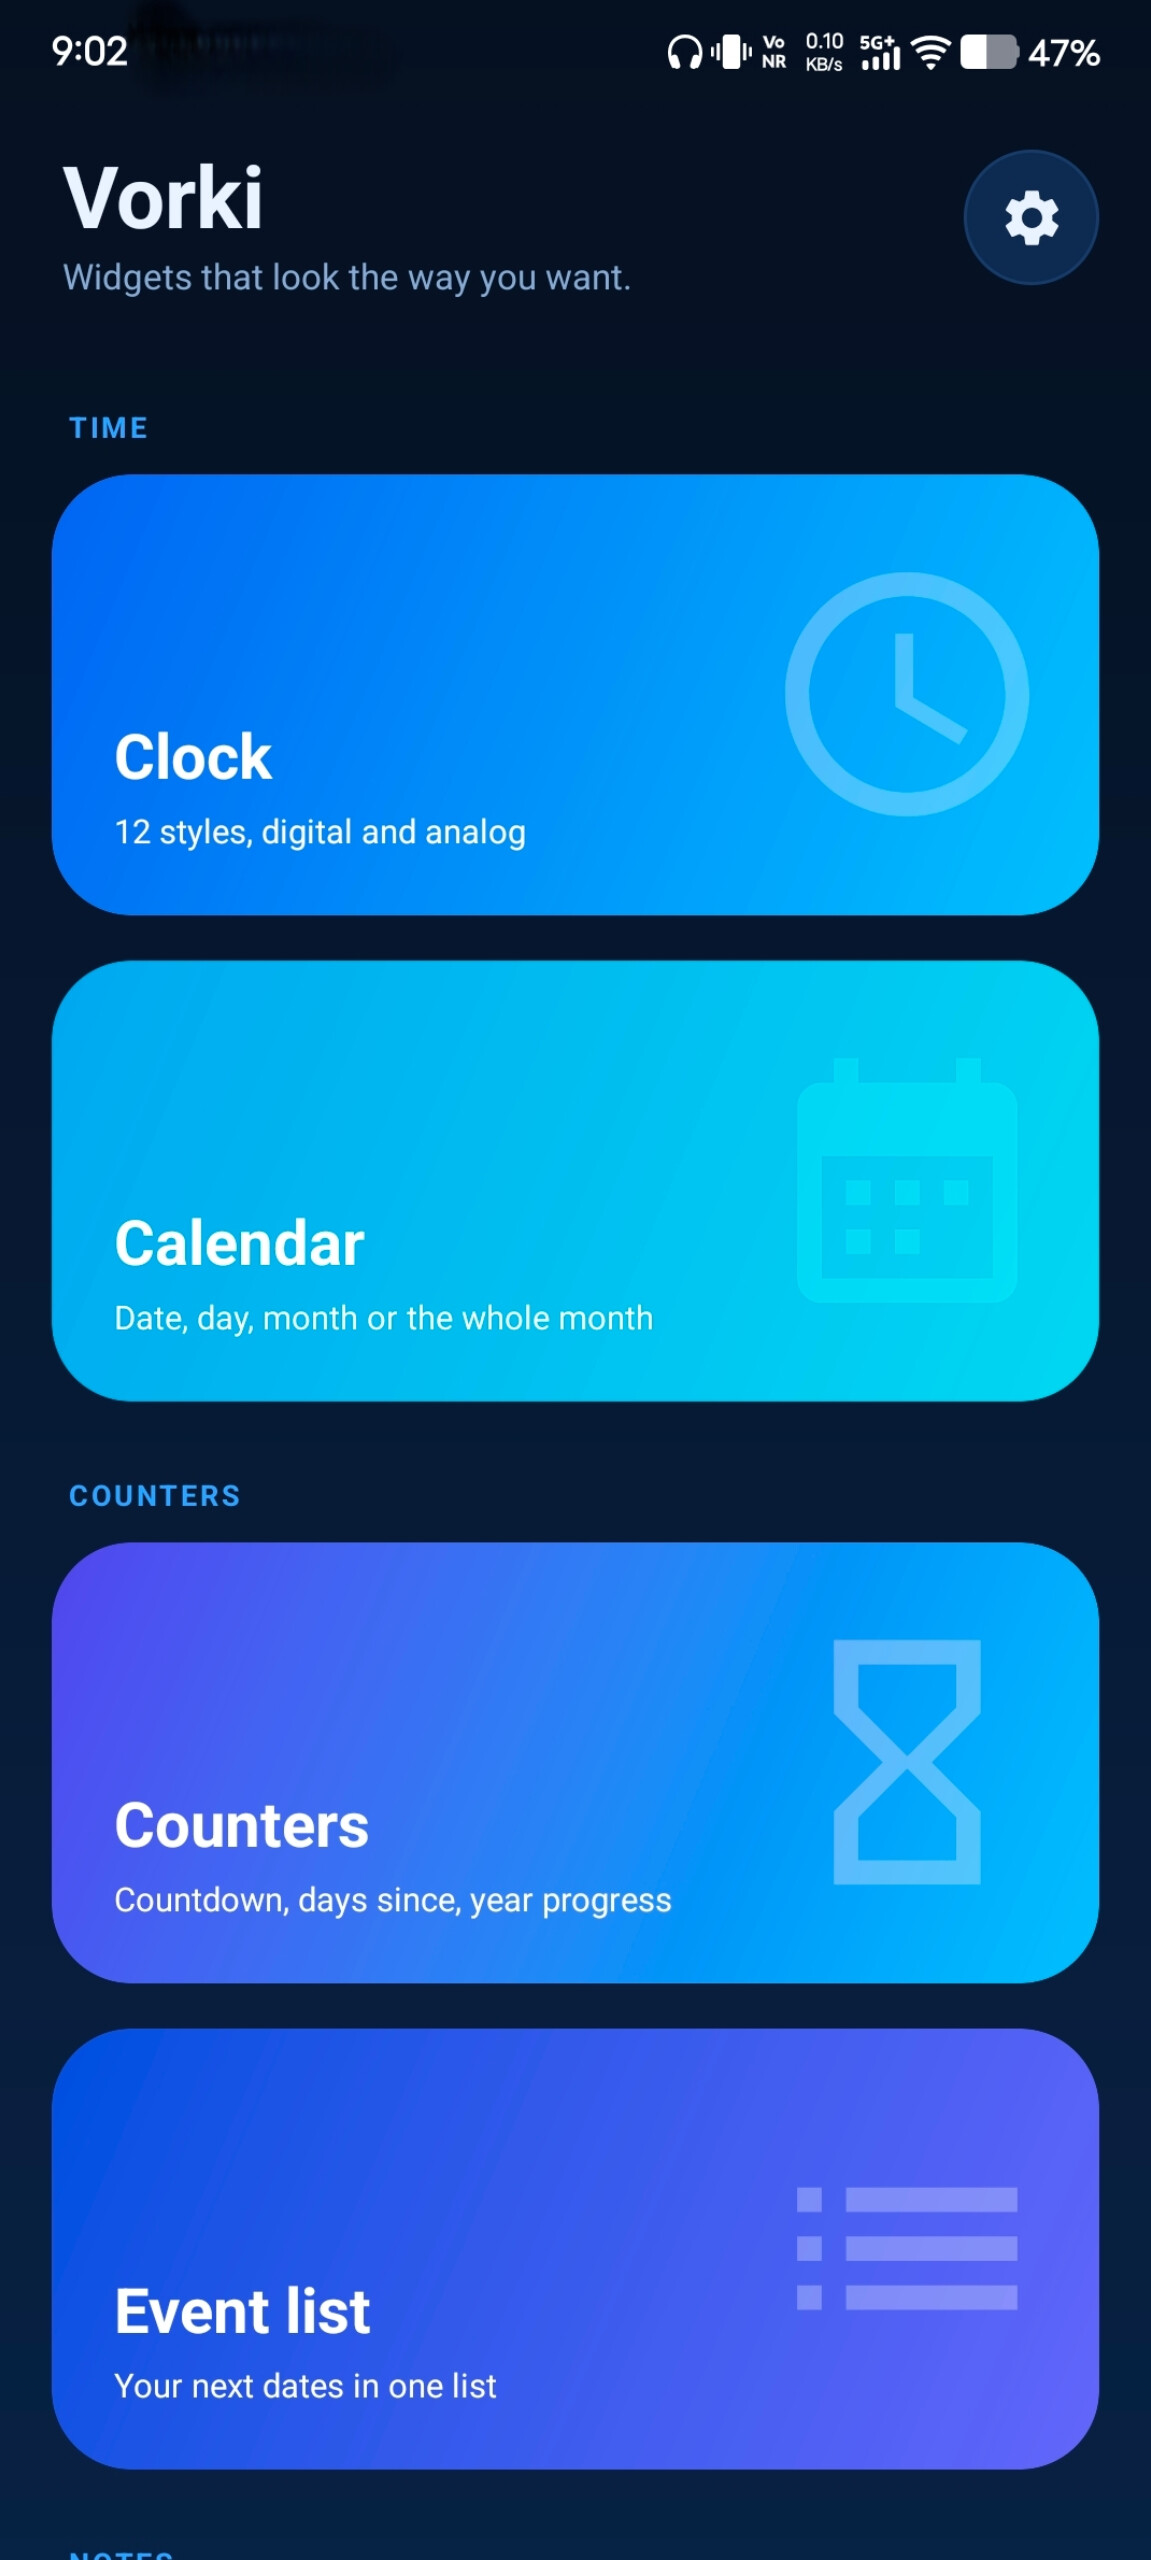 9:02
Vo NR 0.10 KB/s 5G+ 47%
Vorki
Widgets that look the way you want.
TIME
Clock
12 styles, digital and analog
Calendar
Date, day, month or the whole month
COUNTERS
Counters
Countdown, days since, year progress
Event list
Your next dates in one list
NOTES